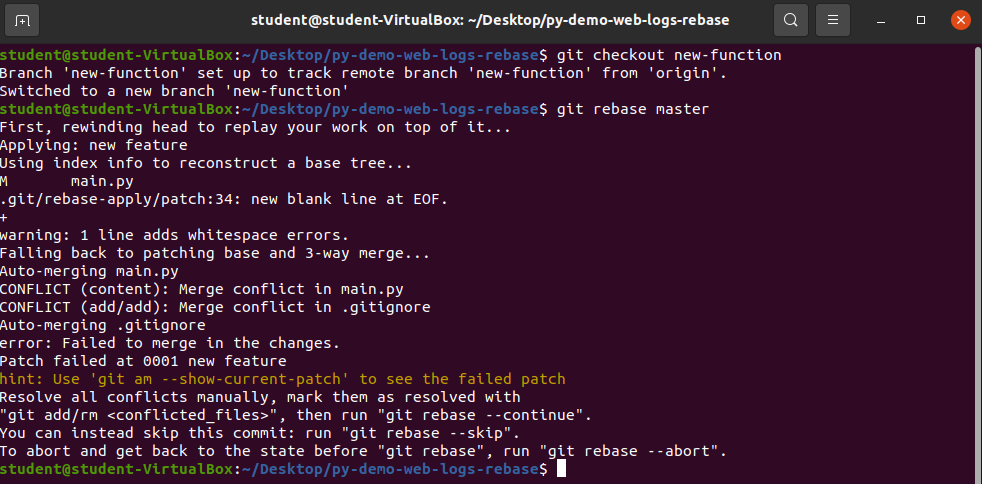 student@student-VirtualBox: ~/Desktop/py-demo-web-logs-rebase
student@student-VirtualBox:~/Desktop/py-demo-web-logs-rebase$ git checkout new-function
Branch 'new-function' set up to track remote branch 'new-function' from 'origin'.
Switched to a new branch 'new-function'
student@student-VirtualBox:~/Desktop/py-demo-web-logs-rebase$ git rebase master
First, rewinding head to replay your work on top of it...
Applying: new feature
Using index info to reconstruct a base tree...
M       main.py
.git/rebase-apply/patch:34: new blank line at EOF.
+
warning: 1 line adds whitespace errors.
Falling back to patching base and 3-way merge...
Auto-merging main.py
CONFLICT (content): Merge conflict in main.py
CONFLICT (add/add): Merge conflict in .gitignore
Auto-merging .gitignore
error: Failed to merge in the changes.
Patch failed at 0001 new feature
hint: Use 'git am --show-current-patch' to see the failed patch
Resolve all conflicts manually, mark them as resolved with
"git add/rm <conflicted_files>", then run "git rebase --continue".
You can instead skip this commit: run "git rebase --skip".
To abort and get back to the state before "git rebase", run "git rebase --abort".
student@student-VirtualBox:~/Desktop/py-demo-web-logs-rebase$